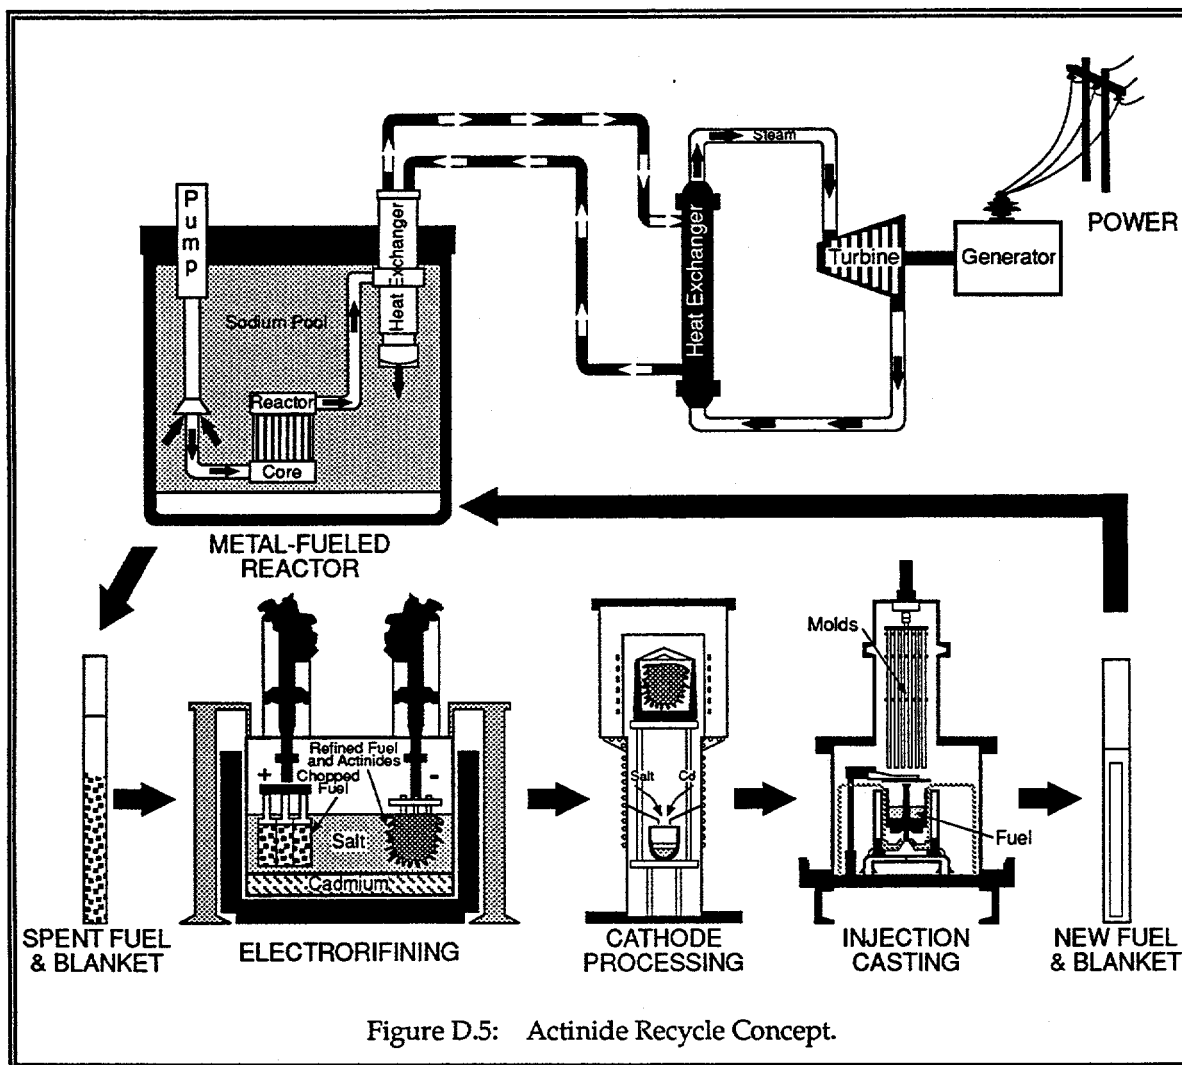 Steam
POWER
Pump
Heat Exchanger
Heat Exchanger
Turbine
Generator
Sodium Pool
Reactor
Core
METAL-FUELED
REACTOR
Molds
Refined Fuel
and Actinides
Chopped
Fuel
+
-
Salt
Cd
Salt
Fuel
Cadmium
SPENT FUEL
& BLANKET
ELECTRORIFINING
CATHODE
PROCESSING
INJECTION
CASTING
NEW FUEL
& BLANKET
Figure D.5: Actinide Recycle Concept.